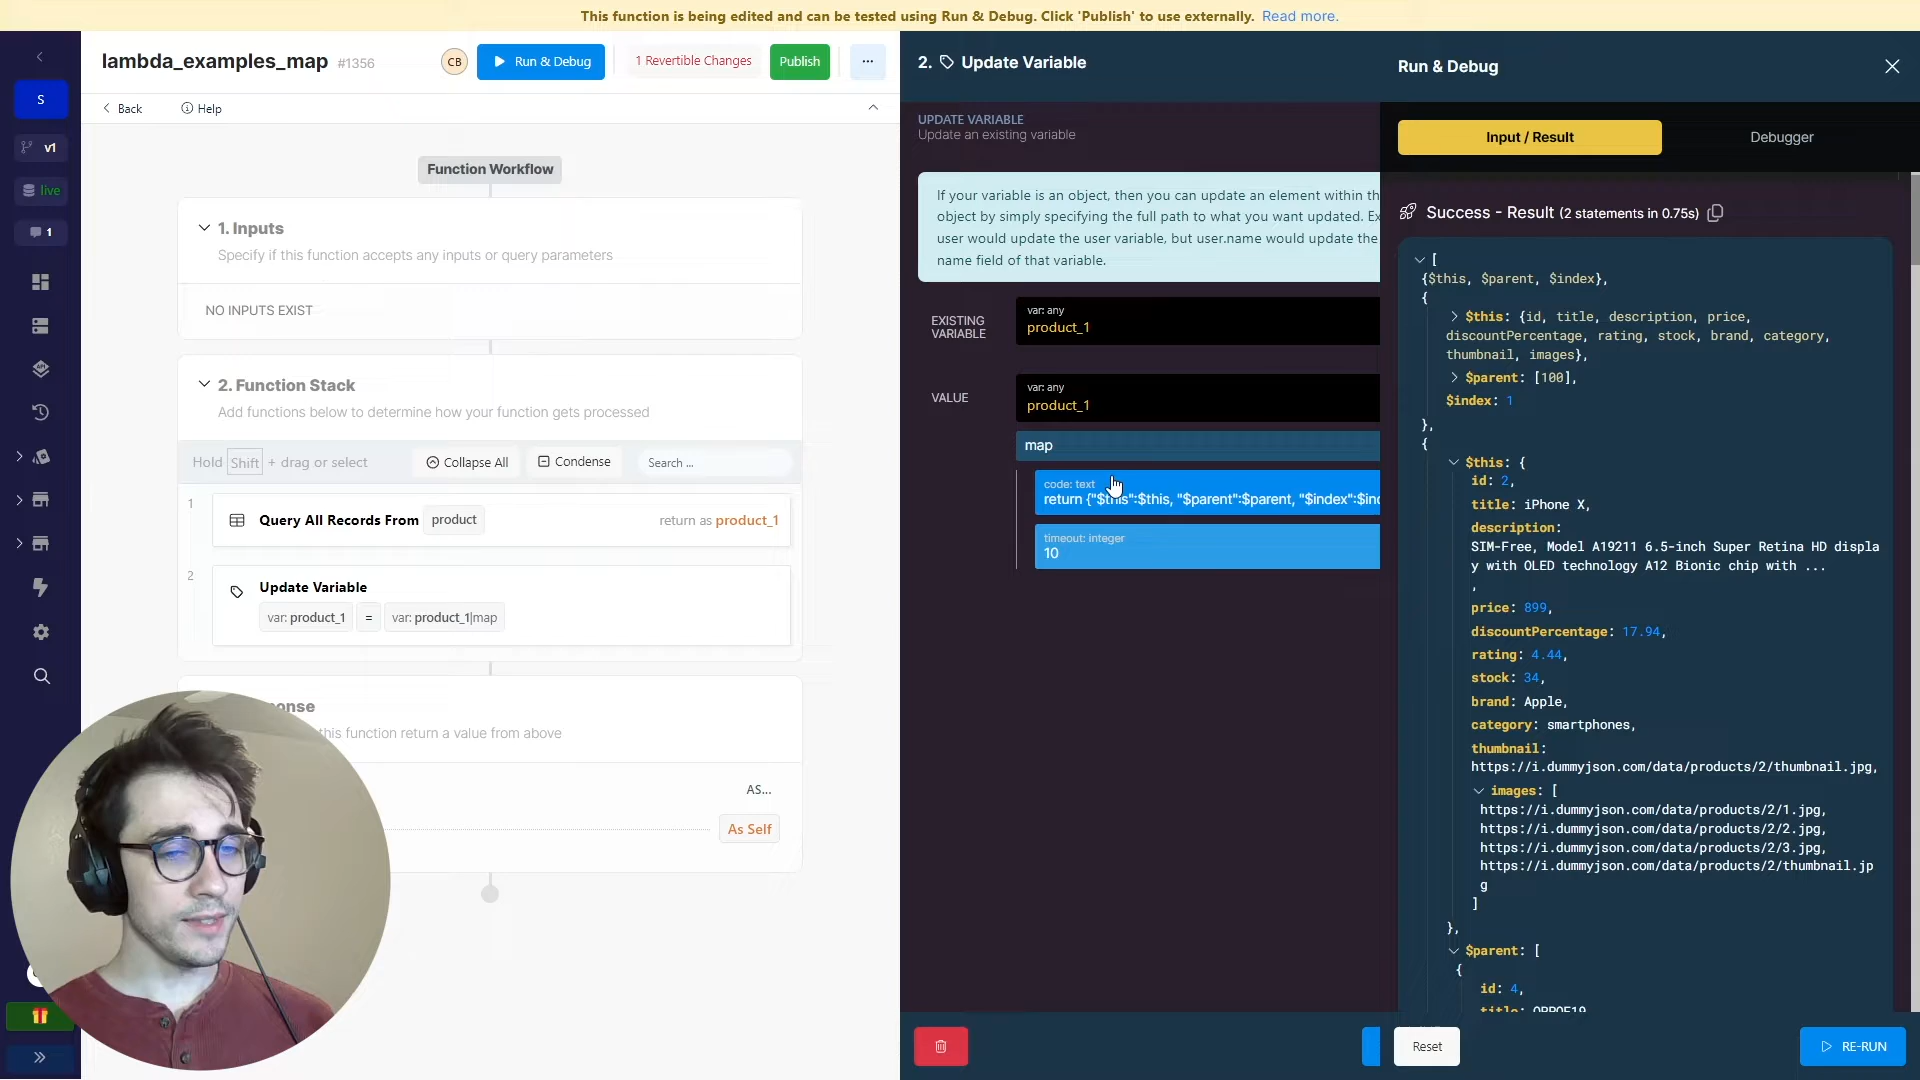 This function is being edited and can be tested using Run & Debug. Click 'Publish' to use externally. Read more.
lambda_examples_map #1356
CB
Run & Debug
1 Revertible Changes
Publish
...
Back
Help
S
v1
live
1
Function Workflow
1. Inputs
Specify if this function accepts any inputs or query parameters
NO INPUTS EXIST
2. Function Stack
Add functions below to determine how your function gets processed
Hold Shift + drag or select
Collapse All
Condense
Search ...
1
Query All Records From product
return as product_1
2
Update Variable
var: product_1 = var: product_1|map
this function return a value from above
AS...
As Self
2. Update Variable
UPDATE VARIABLE
Update an existing variable
If your variable is an object, then you can update an element within th
object by simply specifying the full path to what you want updated. Ex
user would update the user variable, but user.name would update the
name field of that variable.
EXISTING
VARIABLE
var: any
product_1
VALUE
var: any
product_1
map
code: text
return {"$this":$this, "$parent":$parent, "$index":$inc
timeout: integer
10
Run & Debug
Input / Result
Debugger
Success - Result (2 statements in 0.75s)
[
{$this, $parent, $index},
{
$this: {id, title, description, price,
discountPercentage, rating, stock, brand, category,
thumbnail, images},
$parent: [100],
$index: 1
},
{
$this: {
id: 2,
title: iPhone X,
description:
SIM-Free, Model A19211 6.5-inch Super Retina HD displa
y with OLED technology A12 Bionic chip with ...
,
price: 899,
discountPercentage: 17.94,
rating: 4.44,
stock: 34,
brand: Apple,
category: smartphones,
thumbnail:
https://i.dummyjson.com/data/products/2/thumbnail.jpg,
images: [
https://i.dummyjson.com/data/products/2/1.jpg,
https://i.dummyjson.com/data/products/2/2.jpg,
https://i.dummyjson.com/data/products/2/3.jpg,
https://i.dummyjson.com/data/products/2/thumbnail.jp
g
]
},
$parent: [
{
id: 4,
Reset
RE-RUN